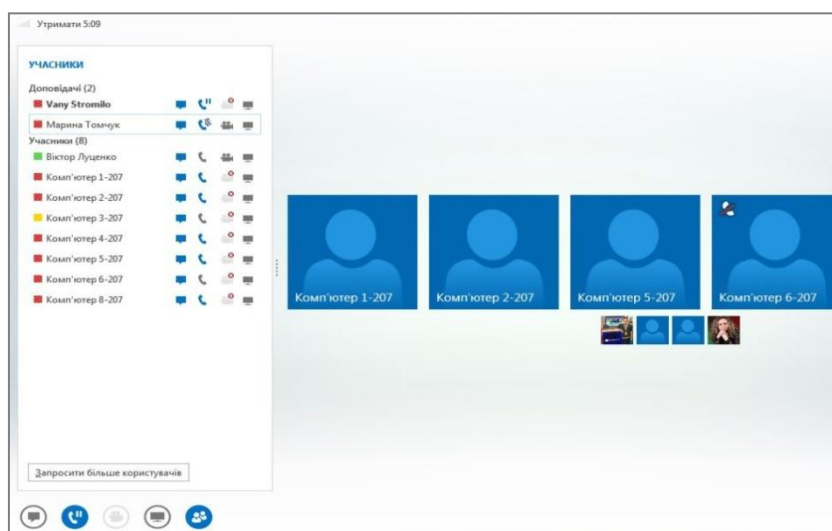 Утримати 5:09
УЧАСНИКИ
Доповідачі (2)
Vany Stromilo
Марина Томчук
Учасники (8)
Віктор Луценко
Комп'ютер 1-207
Комп'ютер 2-207
Комп'ютер 3-207
Комп'ютер 4-207
Комп'ютер 5-207
Комп'ютер 6-207
Комп'ютер 8-207
Запросити більше користувачів
Комп'ютер 1-207
Комп'ютер 2-207
Комп'ютер 5-207
Комп'ютер 6-207